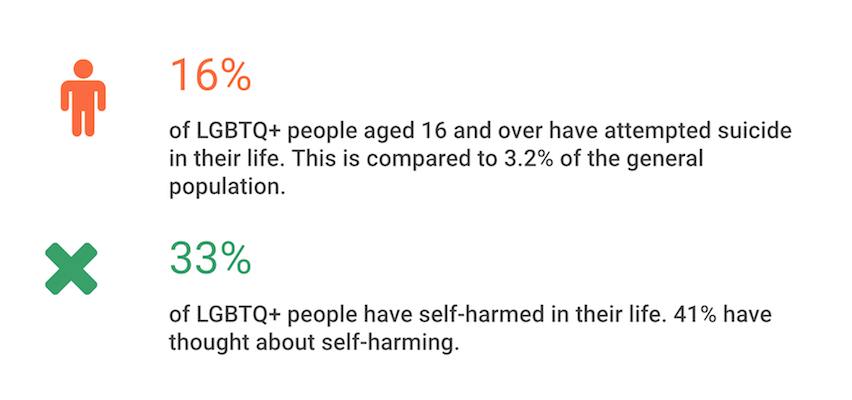 16%
of LGBTQ+ people aged 16 and over have attempted suicide
in their life. This is compared to 3.2% of the general
population.
33%
of LGBTQ+ people have self-harmed in their life. 41% have
thought about self-harming.